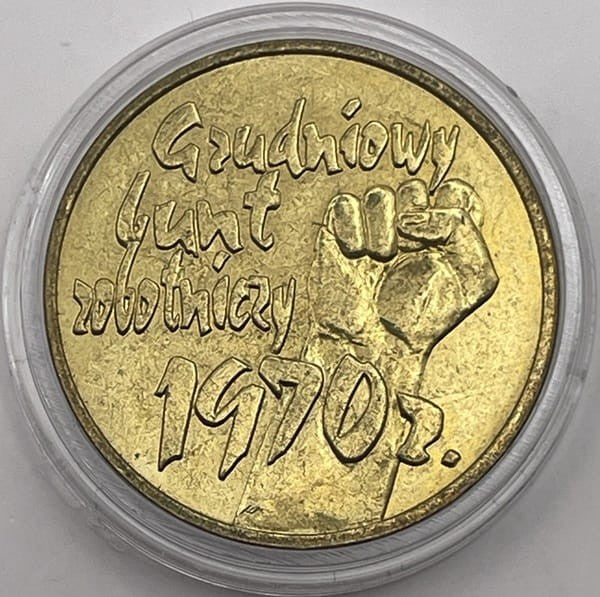 Grudniowy
bunt
robotniczy
1970 r.